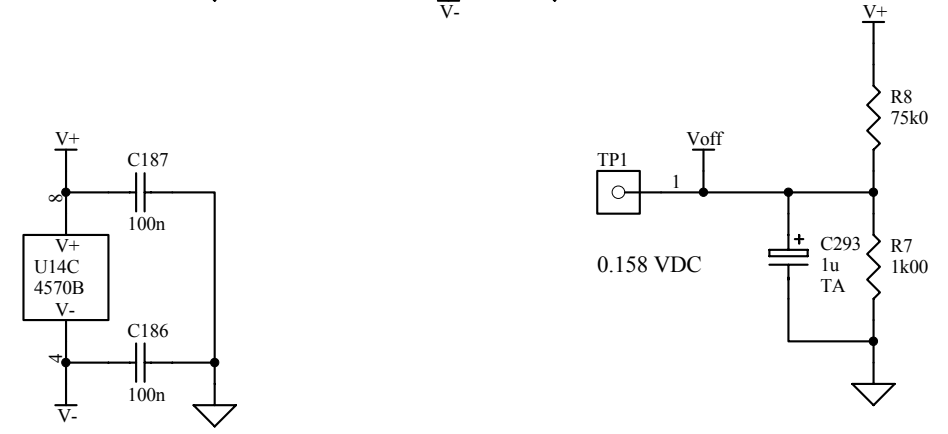 V-
V+
R8
75k0
V+
C187
8
100n
V+
U14C
4570B
V-
C186
4
100n
V-
Voff
TP1
1
0.158 VDC
+
C293
1u
TA
R7
1k00